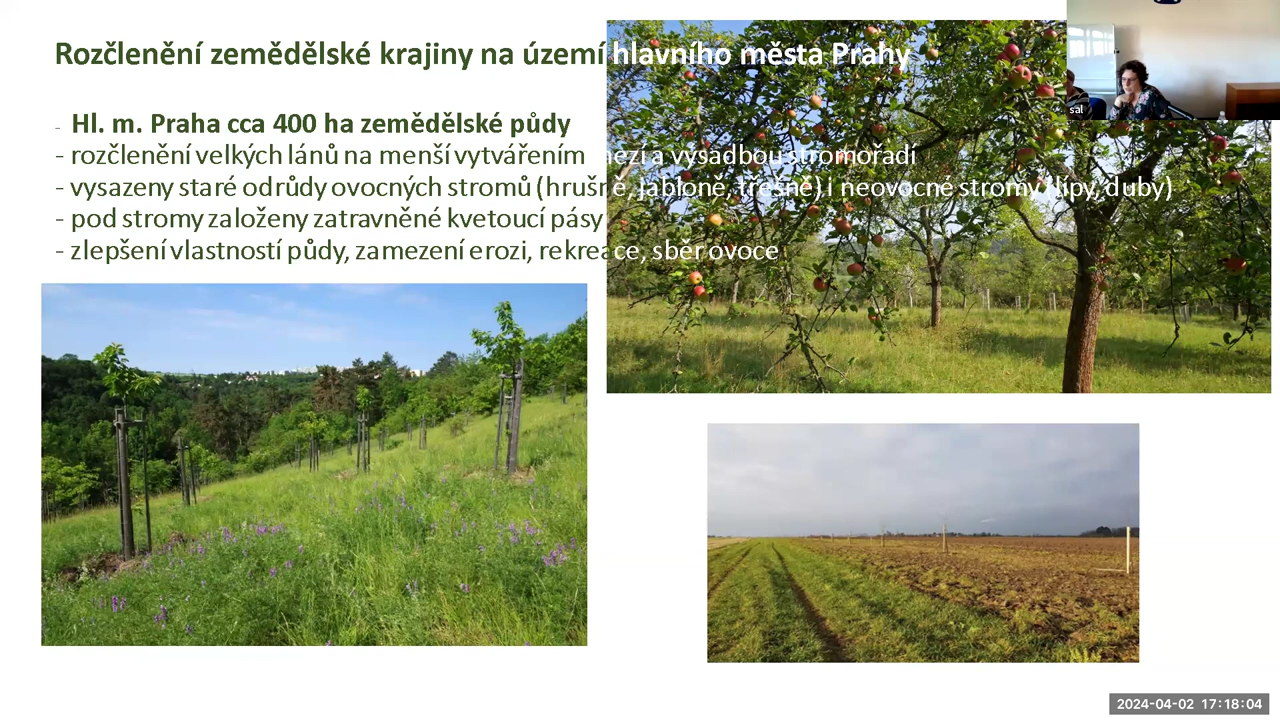 Rozčlenění zemědělské krajiny na území hlavního města Prahy
- Hl. m. Praha cca 400 ha zemědělské půdy
- rozčlenění velkých lánů na menší vytvářením mezí a výsadbou stromořadí
- vysazeny staré odrůdy ovocných stromů (hrušně, jabloně, třešně) i neovocné stromy (lípy, duby)
- pod stromy založeny zatravněné kvetoucí pásy
- zlepšení vlastností půdy, zamezení erozi, rekreace, sběr ovoce
sal
2024-04-02 17:18:04